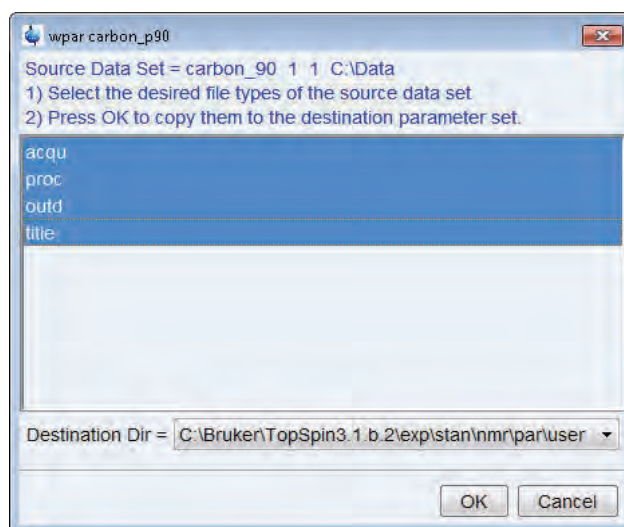 wpar carbon_p90
Source Data Set = carbon_90 1 1 C:\Data
1) Select the desired file types of the source data set
2) Press OK to copy them to the destination parameter set.
acqu
proc
outd
title
Destination Dir = C:\Bruker\TopSpin3.1.b.2\exp\stan\nmr\par\user
OK Cancel